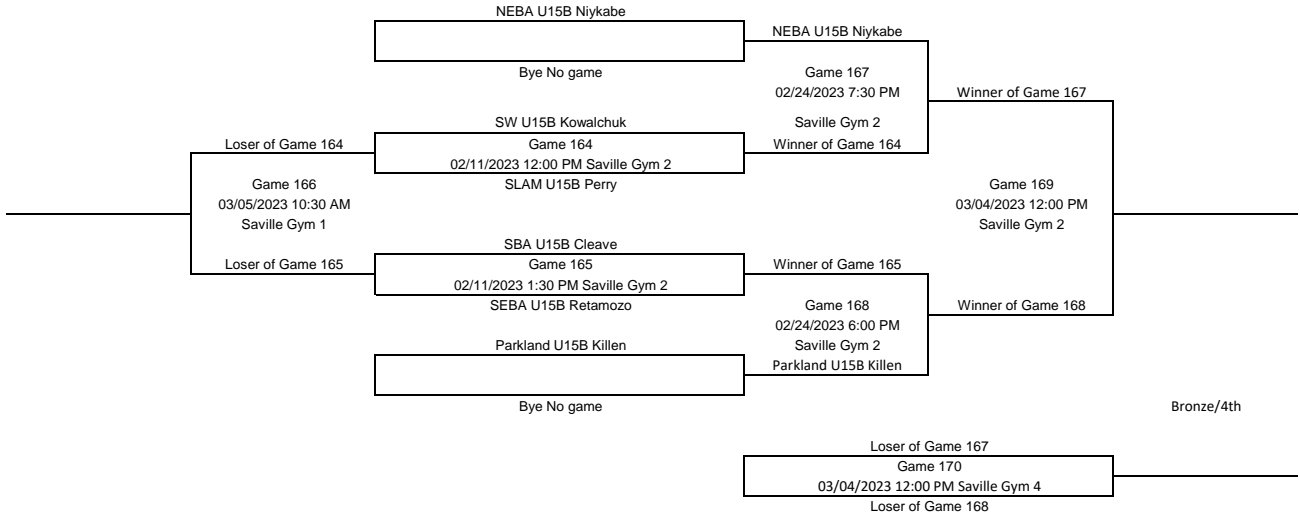 NEBA U15B Niykabe
NEBA U15B Niykabe
Bye No game
Game 167
02/24/2023 7:30 PM
Winner of Game 167
SW U15B Kowalchuk
Saville Gym 2
Loser of Game 164
Game 164
Winner of Game 164
02/11/2023 12:00 PM Saville Gym 2
Game 166
SLAM U15B Perry
Game 169
03/05/2023 10:30 AM
03/04/2023 12:00 PM
Saville Gym 1
Saville Gym 2
SBA U15B Cleave
Loser of Game 165
Game 165
Winner of Game 165
02/11/2023 1:30 PM Saville Gym 2
SEBA U15B Retamozo
Game 168
Winner of Game 168
02/24/2023 6:00 PM
Parkland U15B Killen
Saville Gym 2
Parkland U15B Killen
Bye No game
Bronze/4th
Loser of Game 167
Game 170
03/04/2023 12:00 PM Saville Gym 4
Loser of Game 168